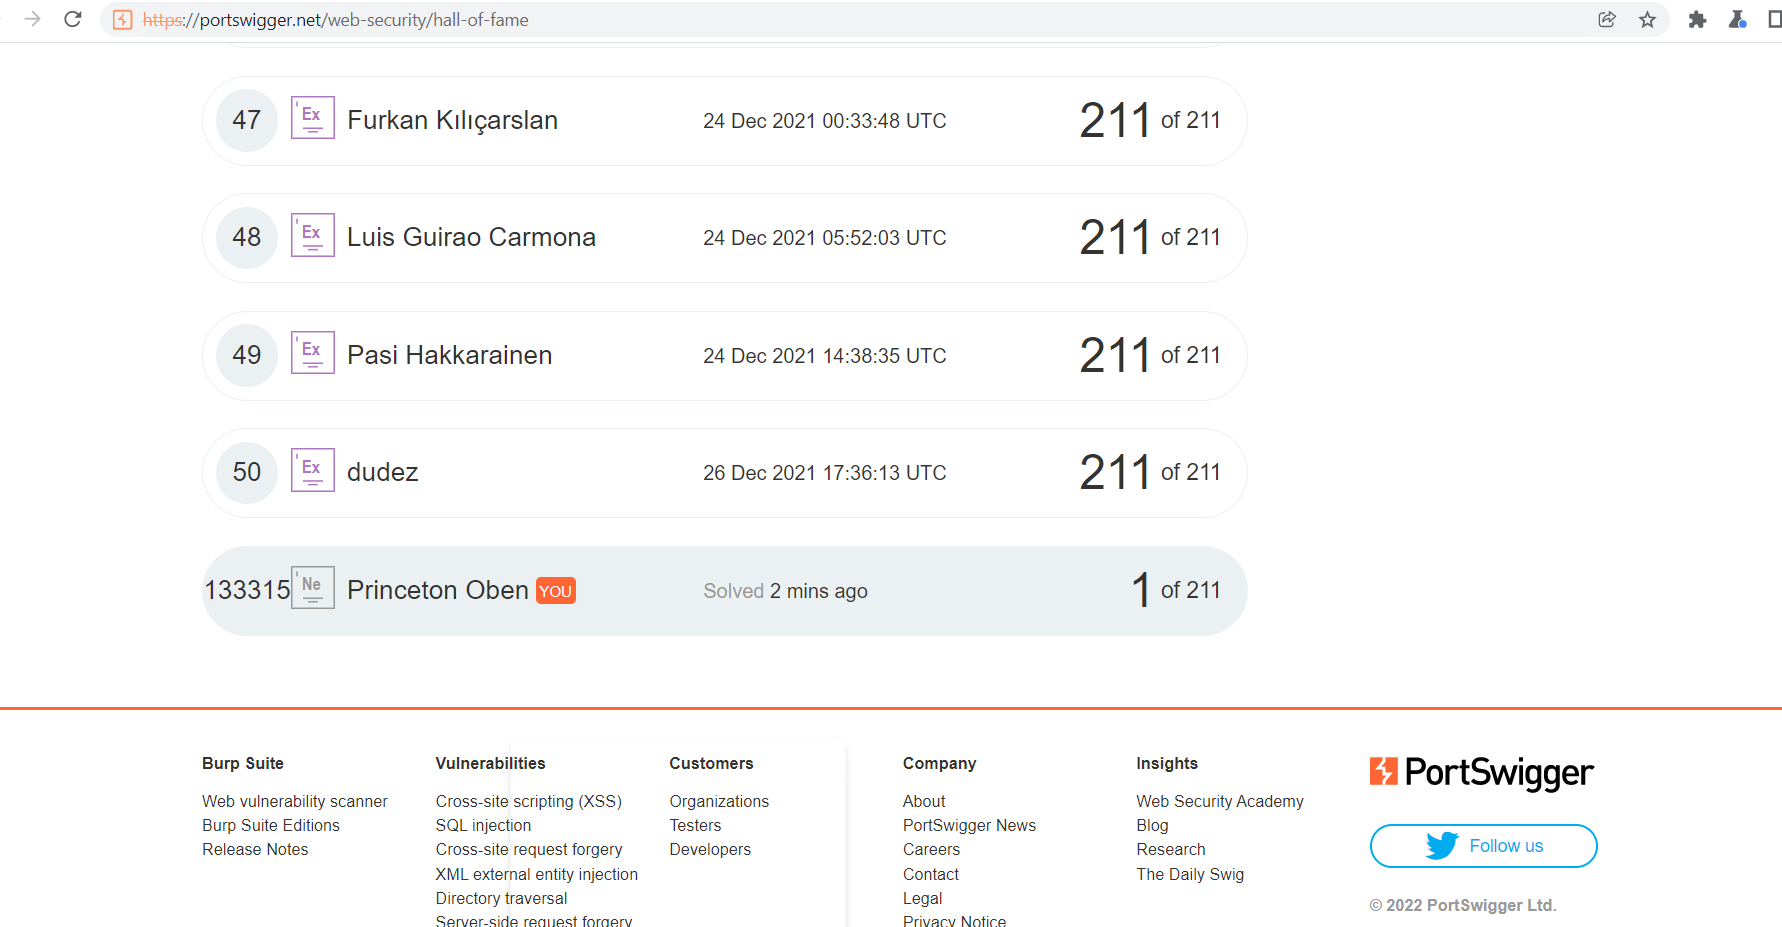 https://portswigger.net/web-security/hall-of-fame
47 Ex Furkan Kılıçarslan 24 Dec 2021 00:33:48 UTC 211 of 211
48 Ex Luis Guirao Carmona 24 Dec 2021 05:52:03 UTC 211 of 211
49 Ex Pasi Hakkarainen 24 Dec 2021 14:38:35 UTC 211 of 211
50 Ex dudez 26 Dec 2021 17:36:13 UTC 211 of 211
133315 Ne Princeton Oben YOU Solved 2 mins ago 1 of 211
Burp Suite
Web vulnerability scanner
Burp Suite Editions
Release Notes
Vulnerabilities
Cross-site scripting (XSS)
SQL injection
Cross-site request forgery
XML external entity injection
Directory traversal
Server-side request forgery
Customers
Organizations
Testers
Developers
Company
About
PortSwigger News
Careers
Contact
Legal
Privacy Notice
Insights
Web Security Academy
Blog
Research
The Daily Swig
PortSwigger
Follow us
© 2022 PortSwigger Ltd.